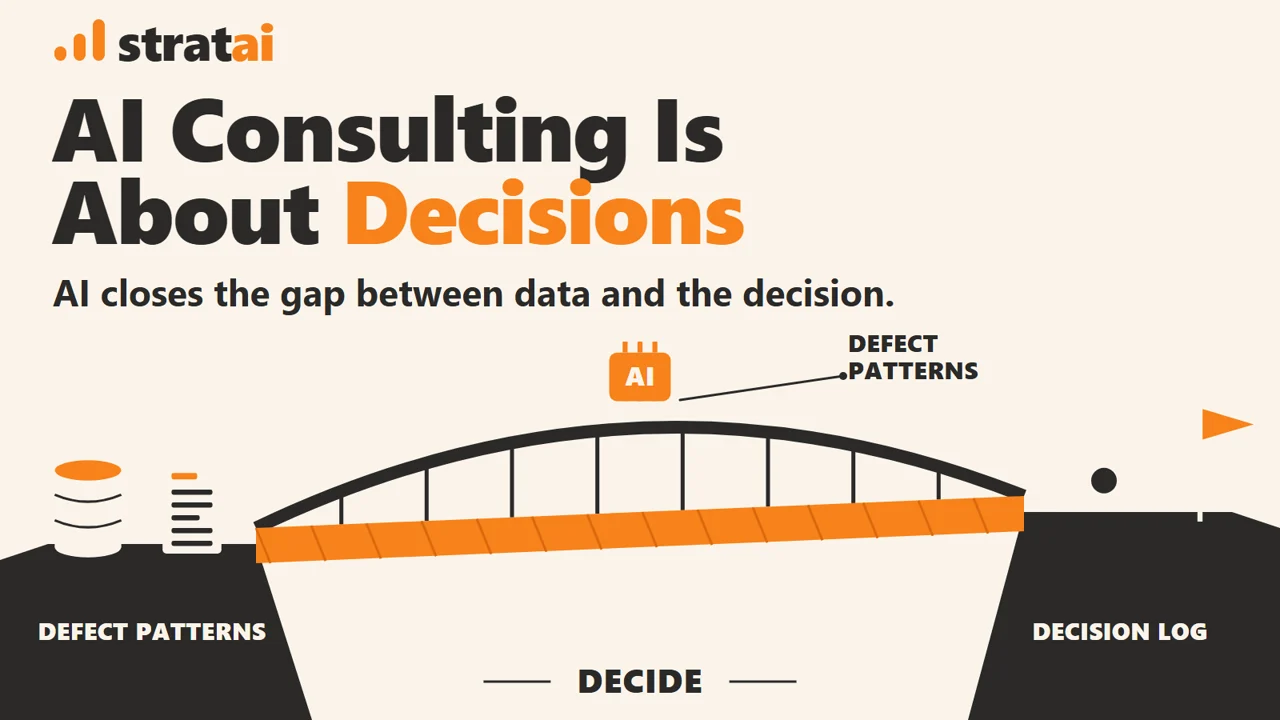 stratai
AI Consulting Is
About Decisions
AI closes the gap between data and the decision.
AI
DEFECT
PATTERNS
DEFECT PATTERNS
DECISION LOG
DECIDE